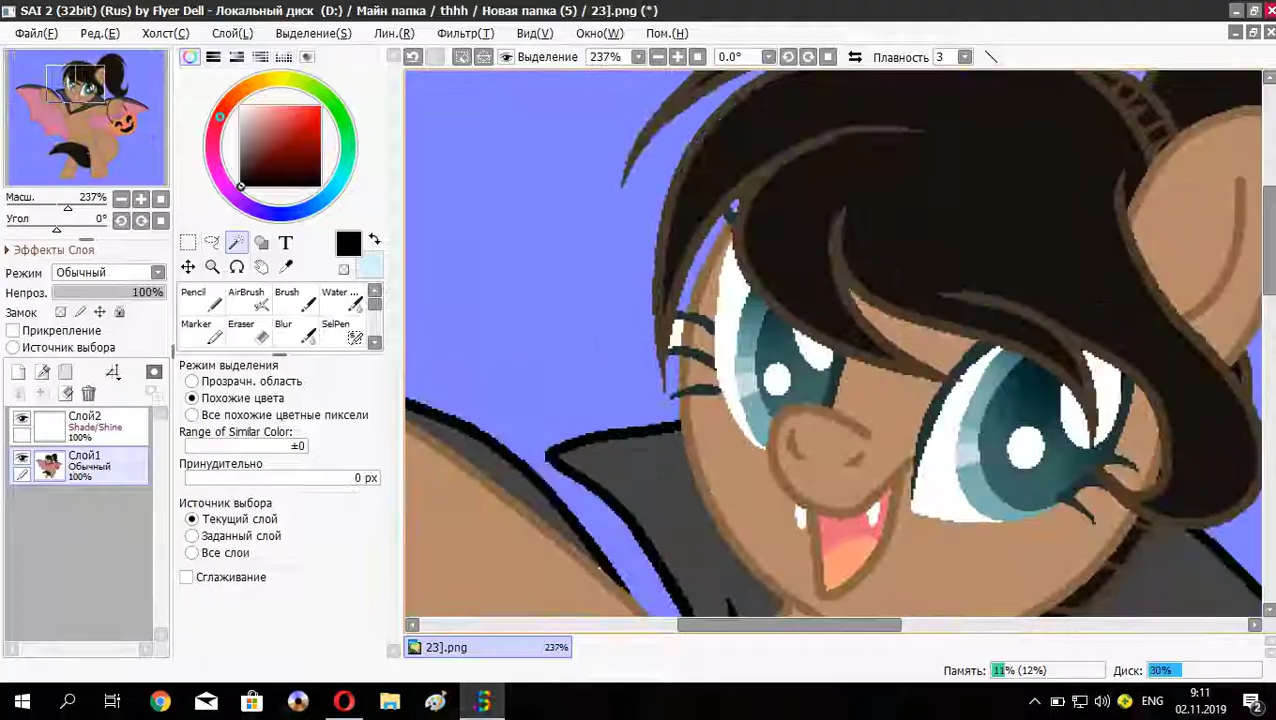 SAI 2 (32bit) (Rus) by Flyer Dell - Локальный диск (D:) / Майн папка / thhh / Новая папка (5) / 23].png (*)
Файл(F) Ред.(E) Холст(C) Слой(L) Выделение(S) Лин.(R) Фильтр(T) Вид(V) Окно(W) Пом.(H)
Выделение 237% 0.0° Плавность 3
Масш. 237%
Угол 0°
Эффекты Слоя
Режим Обычный
Непроз. 100%
Замок
Прикрепление
Источник выбора
Слой2
Shade/Shine
100%
Слой1
Обычный
100%
T
Pencil AirBrush Brush Water ...
Marker Eraser Blur SelPen
Режим выделения
Прозрачн. область
Похожие цвета
Все похожие цветные пиксели
Range of Similar Color:
±0
Принудительно
0 px
Источник выбора
Текущий слой
Заданный слой
Все слои
Сглаживание
23].png 237%
Память: 11% (12%) Диск: 30%
ENG
9:11
02.11.2019
2